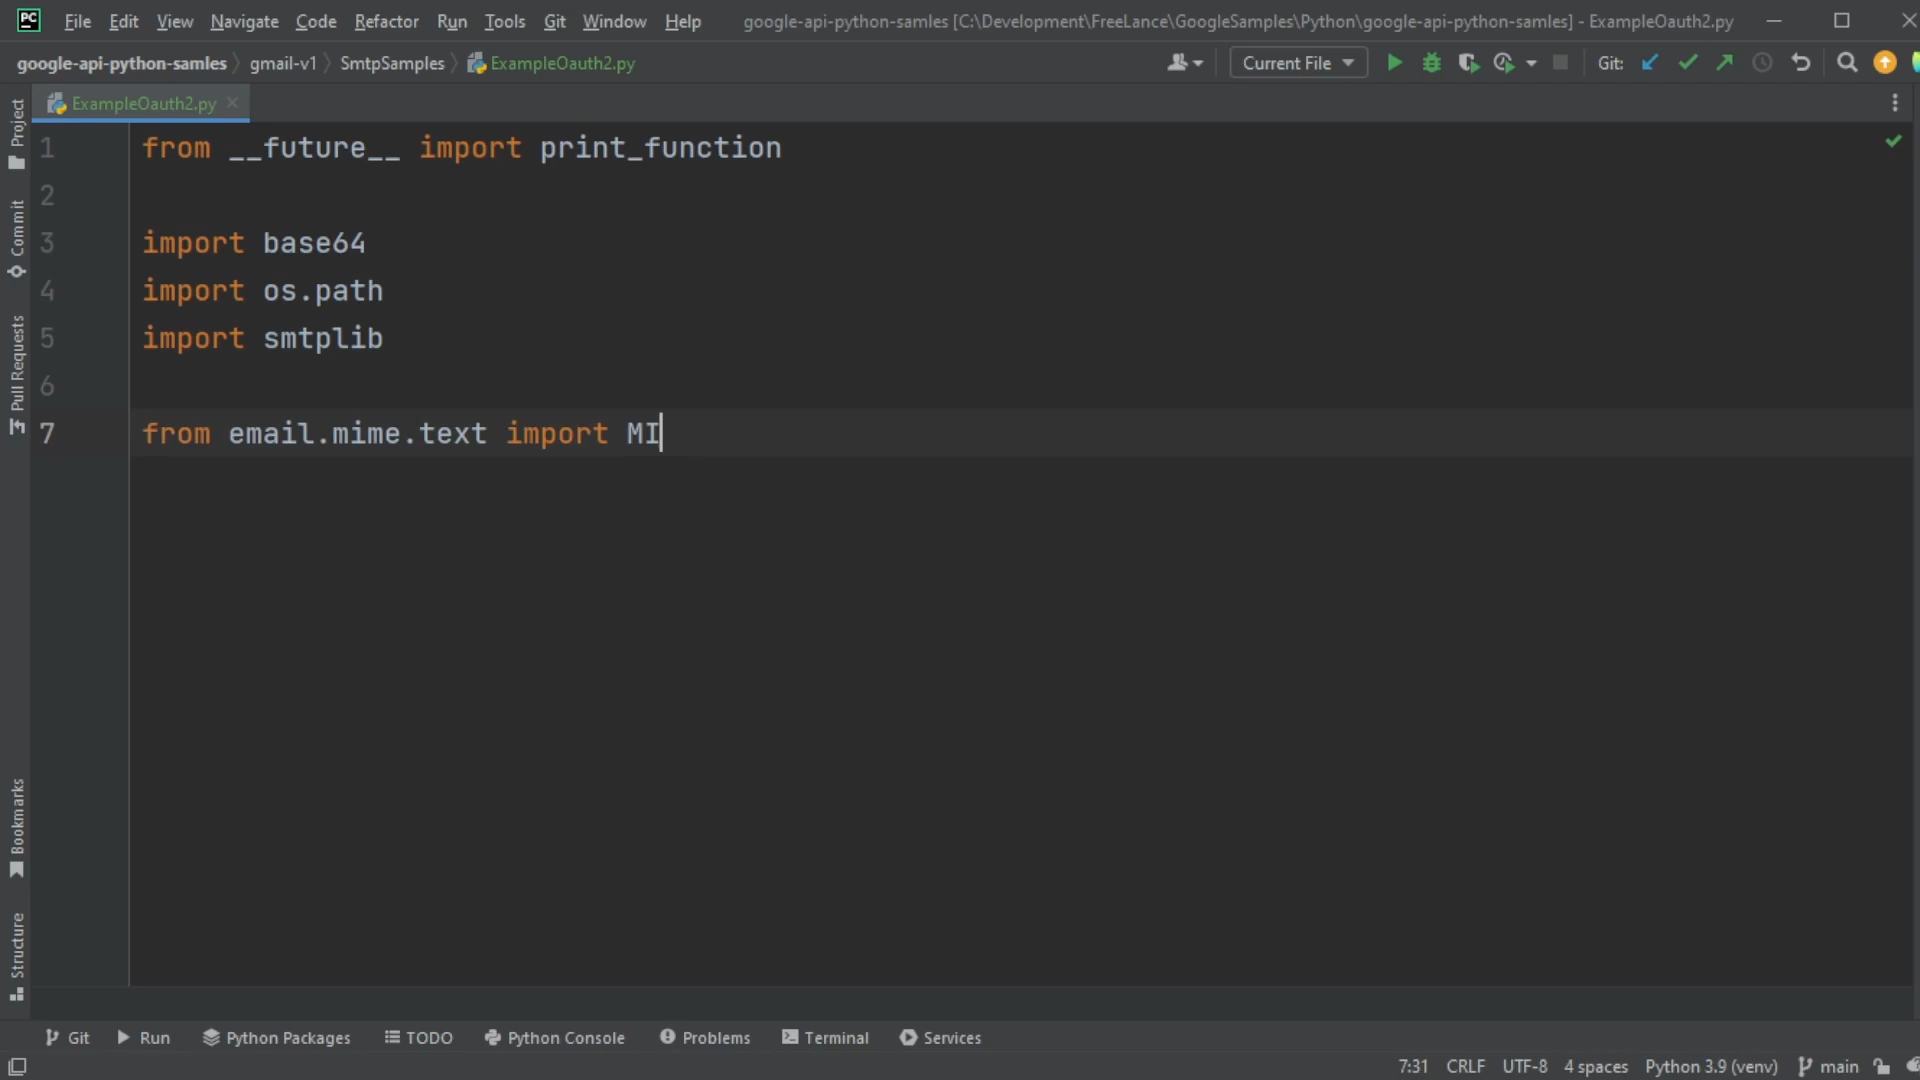 PC File Edit View Navigate Code Refactor Run Tools Git Window Help google-api-python-samles [C:\Development\FreeLance\GoogleSamples\Python\google-api-python-samles] - ExampleOauth2.py
google-api-python-samles gmail-v1 SmtpSamples ExampleOauth2.py Current File Git:
ExampleOauth2.py
Project
Commit
Pull Requests
Bookmarks
Structure
1 from __future__ import print_function
2
3 import base64
4 import os.path
5 import smtplib
6
7 from email.mime.text import MI
Git Run Python Packages TODO Python Console Problems Terminal Services
7:31 CRLF UTF-8 4 spaces Python 3.9 (venv) main